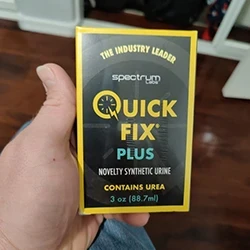 THE INDUSTRY LEADER
spectrum
Labs
QUICK
FIX®
PLUS
NOVELTY SYNTHETIC URINE
CONTAINS UREA
3 oz (88.7ml)